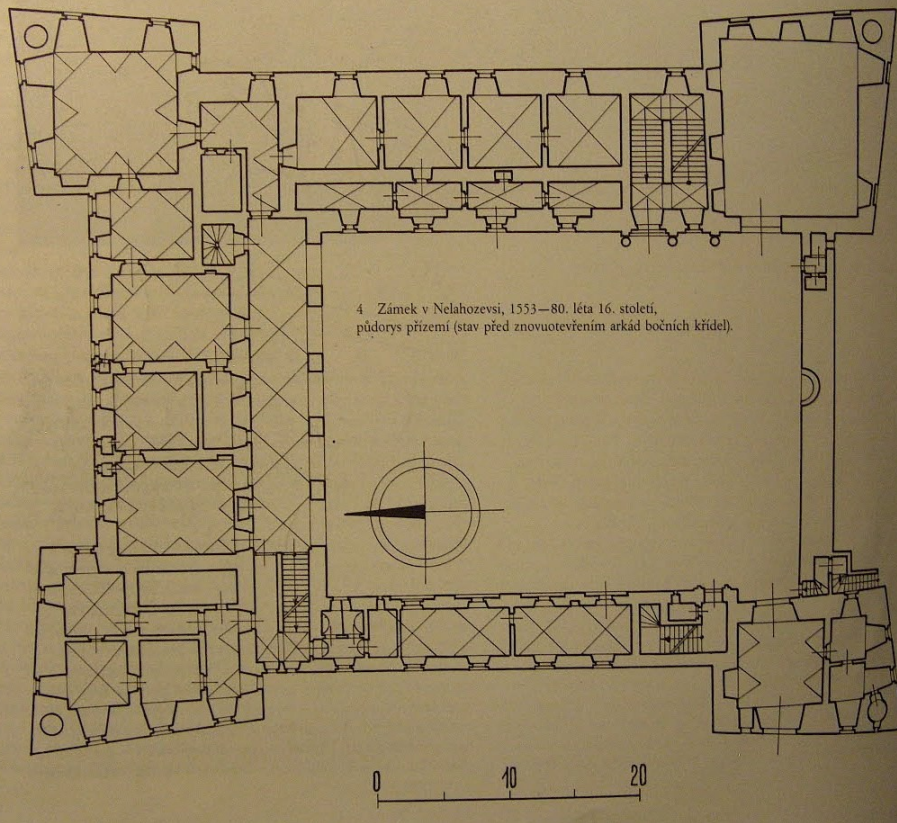 4 Zámek v Nelahozevsi, 1553—80. léta 16. století,
půdorys přízemí (stav před znovuotevřením arkád bočních křídel).
0 10 20